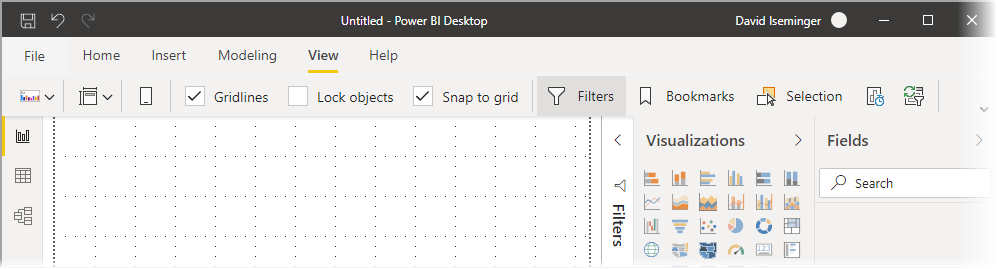 Untitled - Power BI Desktop
David Iseminger
File Home Insert Modeling View Help
Gridlines Lock objects Snap to grid Filters Bookmarks Selection
Visualizations
Fields
Search
Filters
123